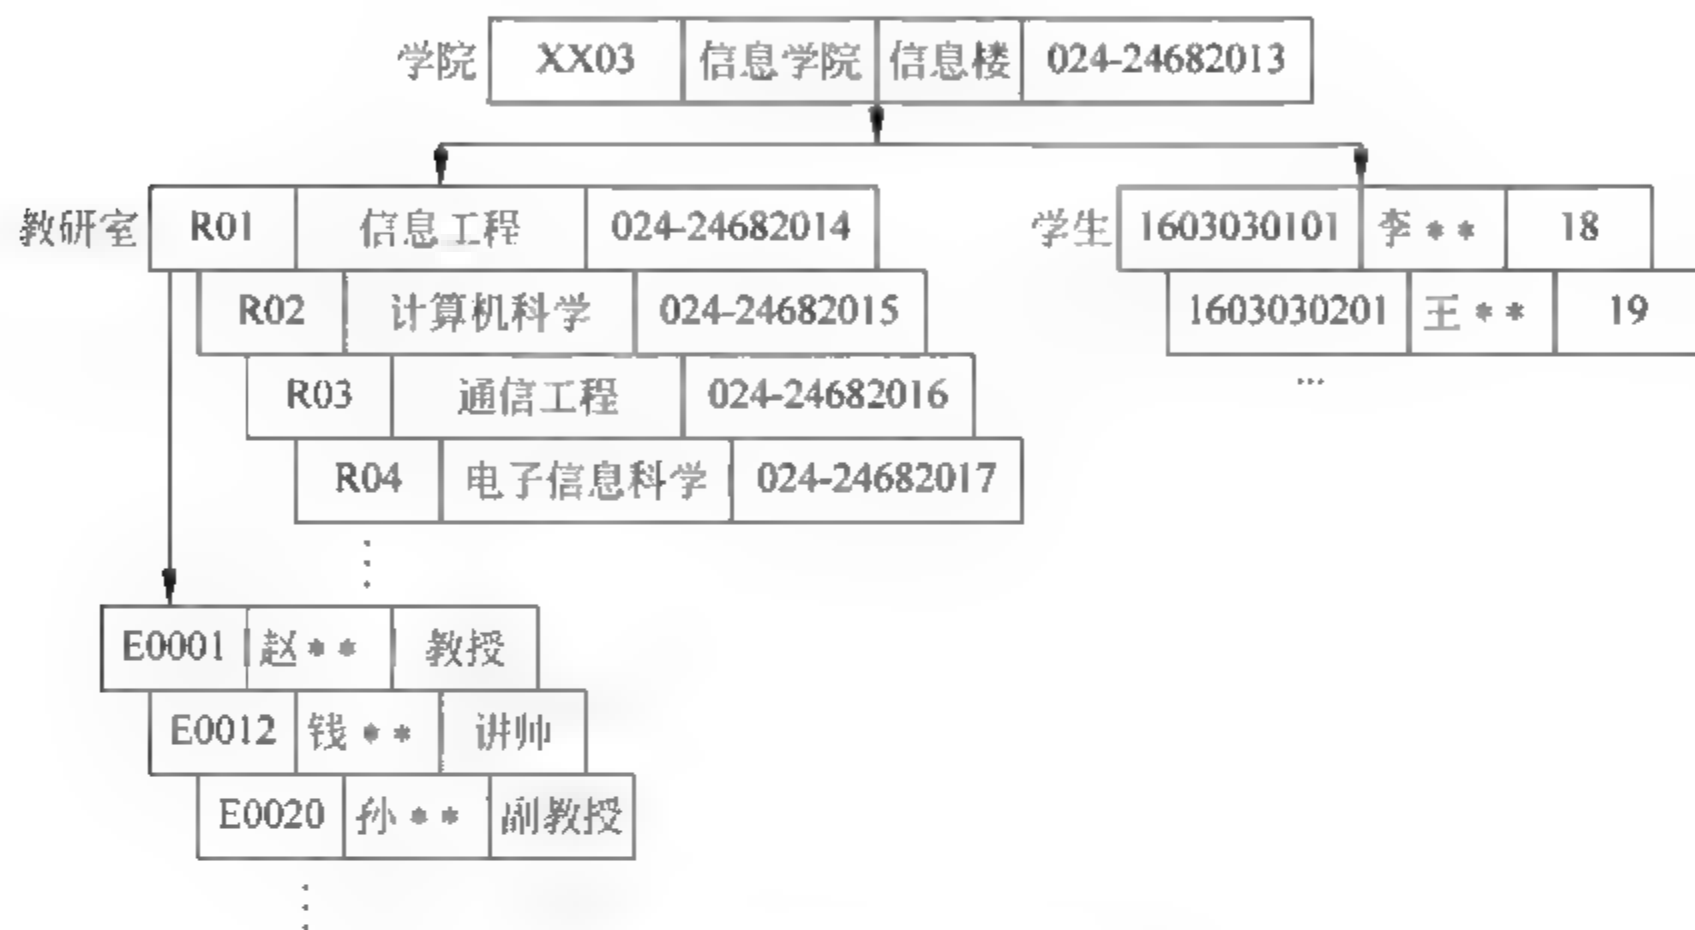 学院 XX03 信息学院 信息楼 024-24682013
教研室 R01 信息工程 024-24682014
R02 计算机科学 024-24682015
R03 通信工程 024-24682016
R04 电子信息科学 024-24682017
⋮
学生 1603030101 李** 18
1603030201 王** 19
…
E0001 赵** 教授
E0012 钱** 讲师
E0020 孙** 副教授
⋮